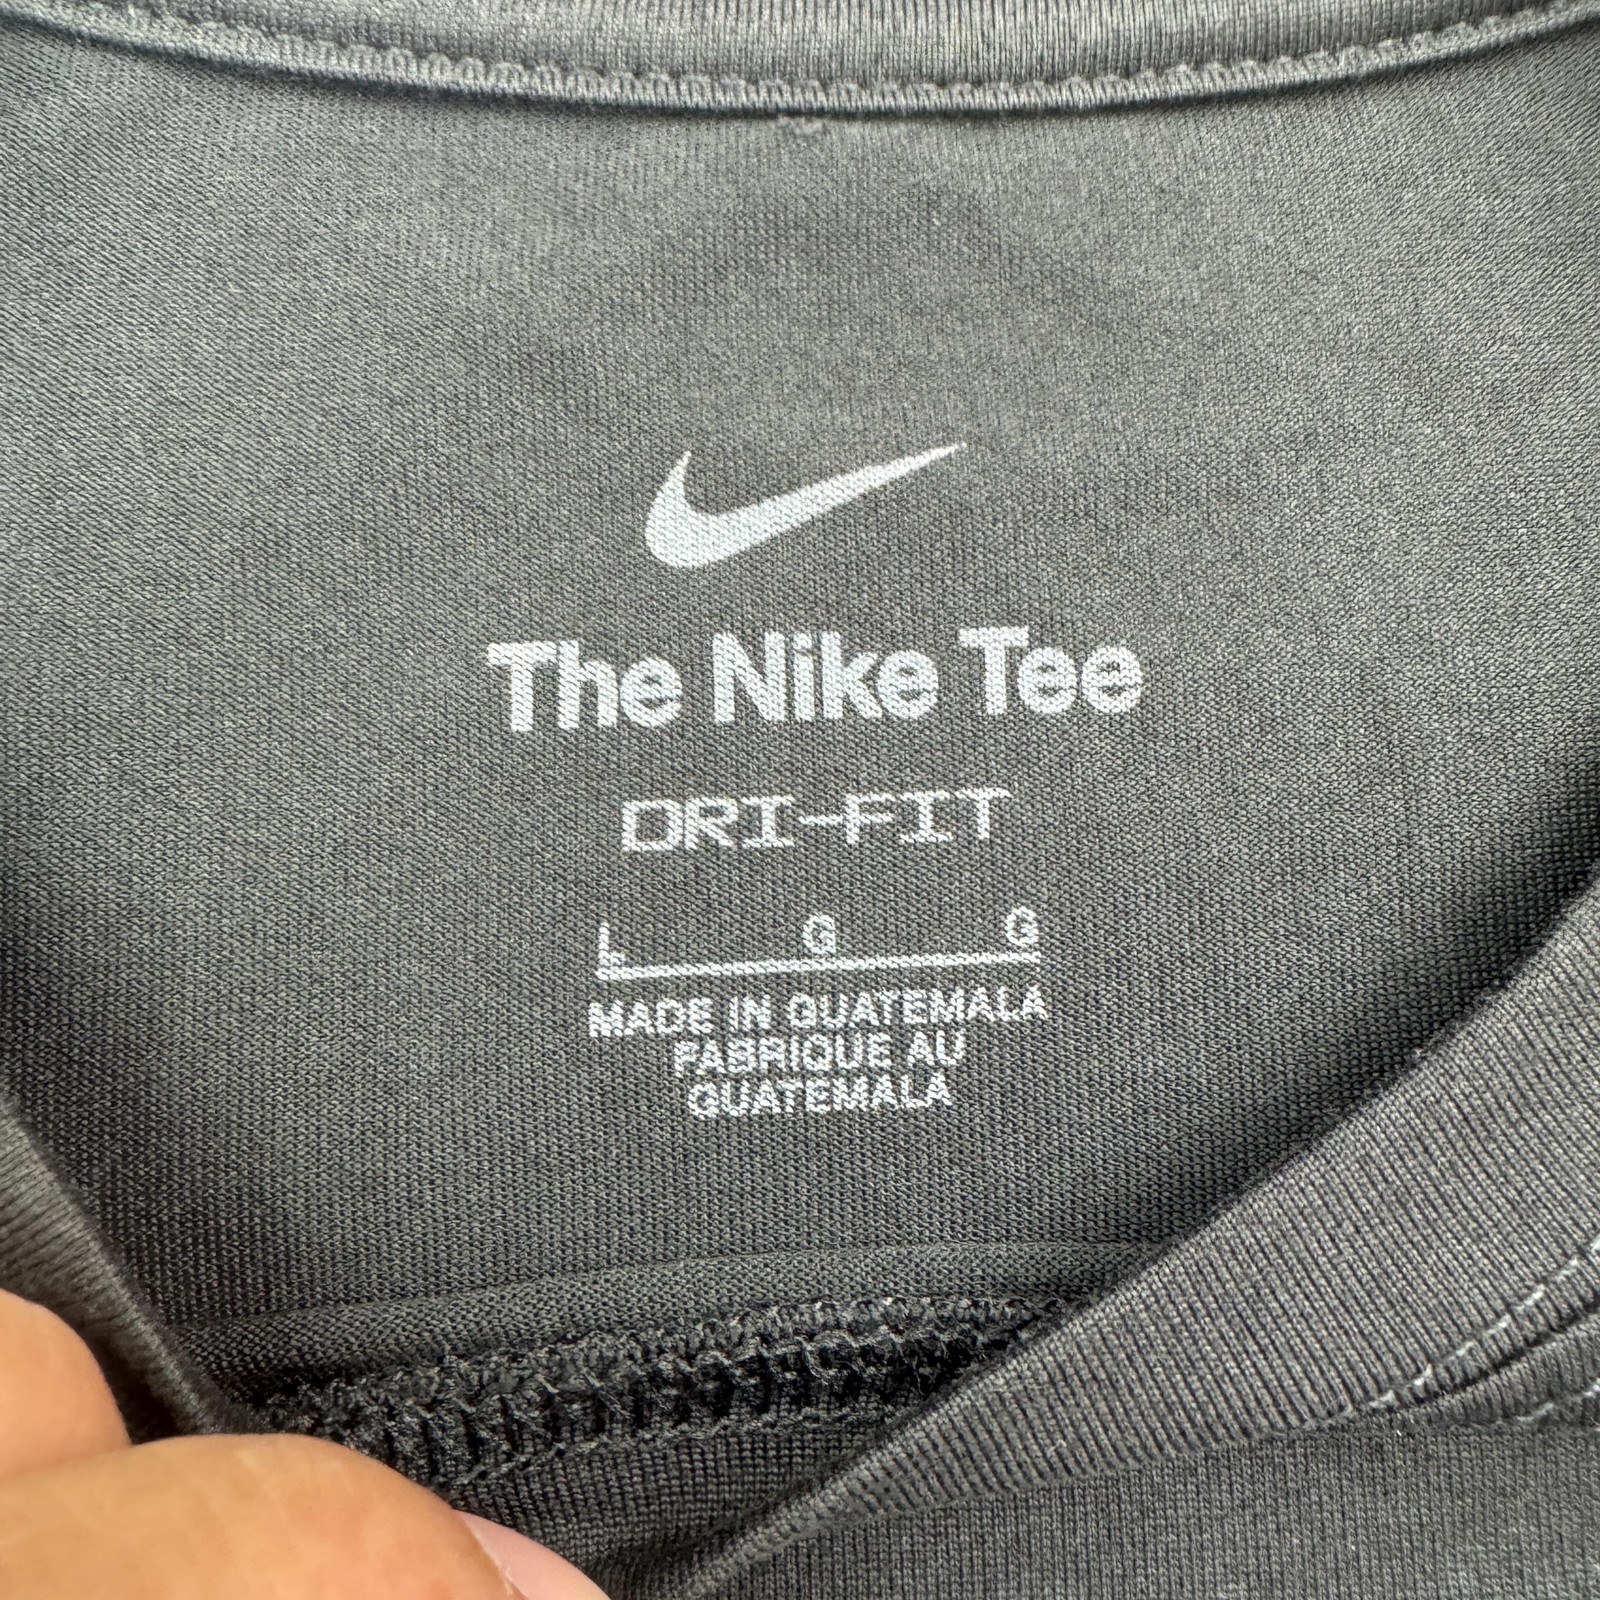 The Nike Tee
DRI-FIT
L G G
MADE IN GUATEMALA
FABRIQUE AU
GUATEMALA